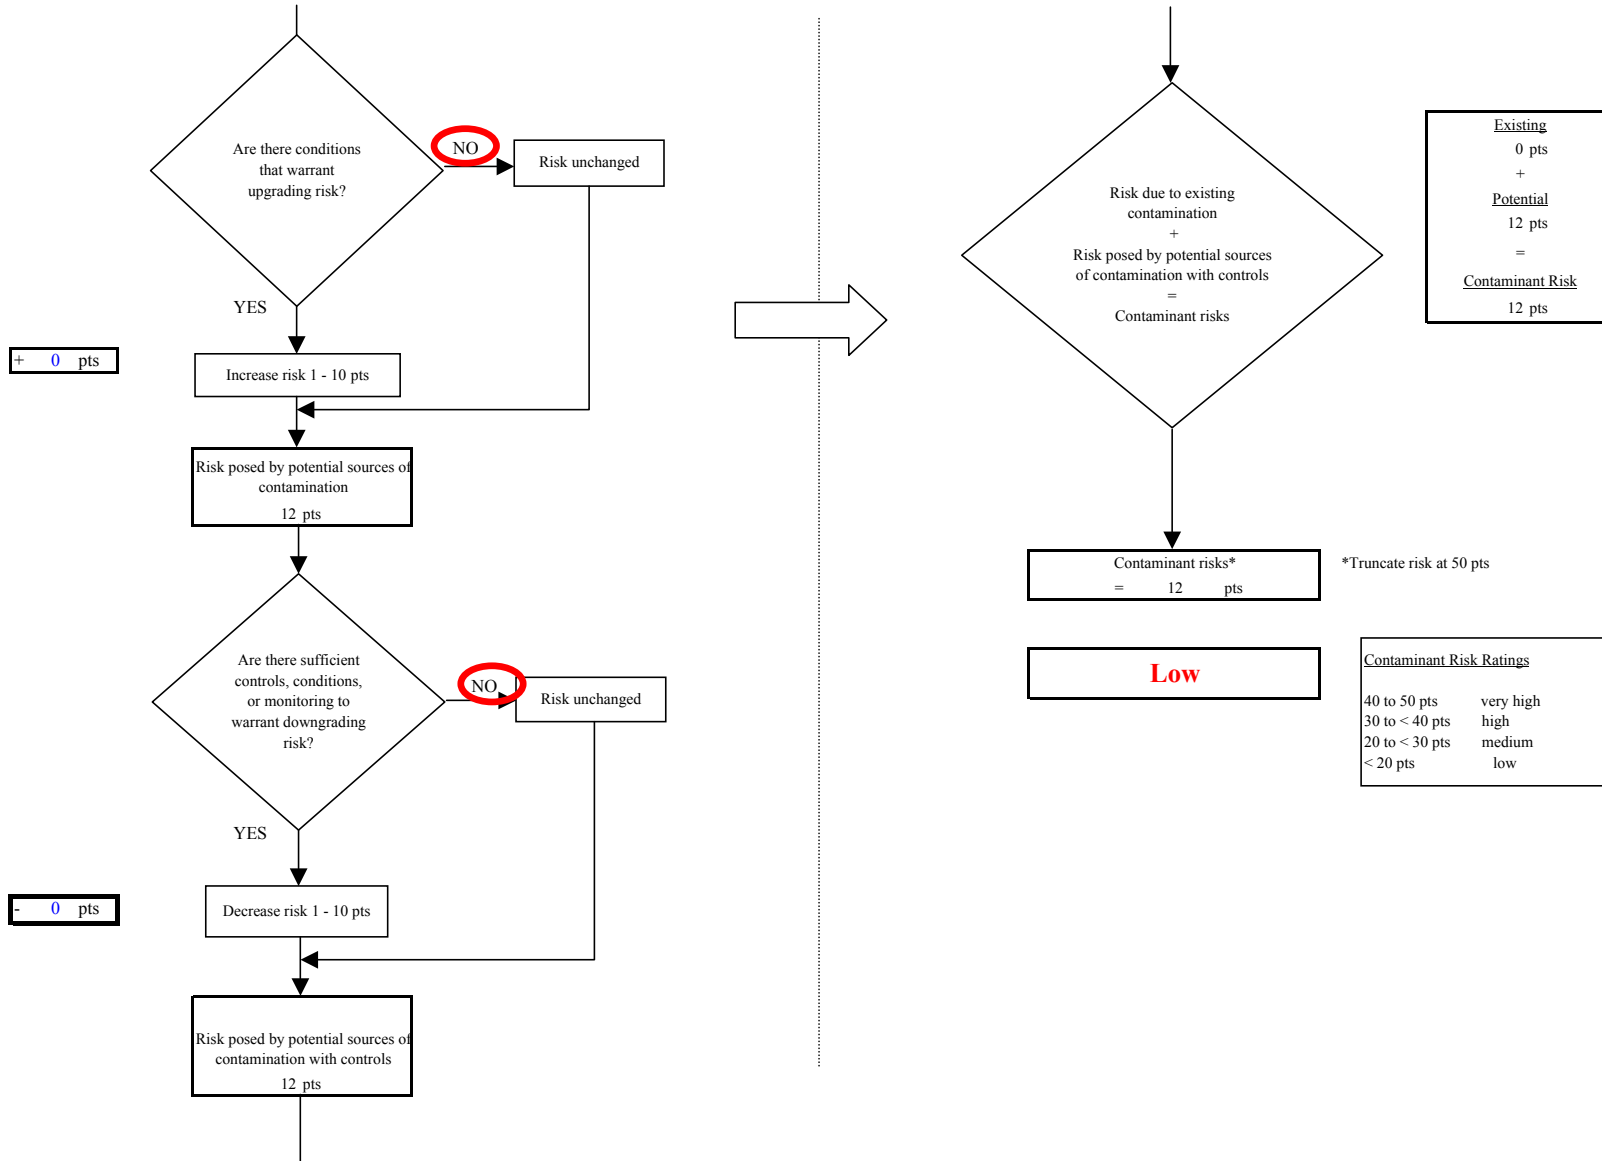 Are there conditions
that warrant
upgrading risk?
NO
Risk unchanged
YES
+ 0 pts
Increase risk 1 - 10 pts
Risk posed by potential sources of
contamination
12 pts
Are there sufficient
controls, conditions,
or monitoring to
warrant downgrading
risk?
NO
Risk unchanged
YES
- 0 pts
Decrease risk 1 - 10 pts
Risk posed by potential sources of
contamination with controls
12 pts
Risk due to existing
contamination
+
Risk posed by potential sources
of contamination with controls
=
Contaminant risks
Existing
0 pts
+
Potential
12 pts
=
Contaminant Risk
12 pts
Contaminant risks*
= 12 pts
*Truncate risk at 50 pts
Low
Contaminant Risk Ratings
40 to 50 pts very high
30 to < 40 pts high
20 to < 30 pts medium
< 20 pts low